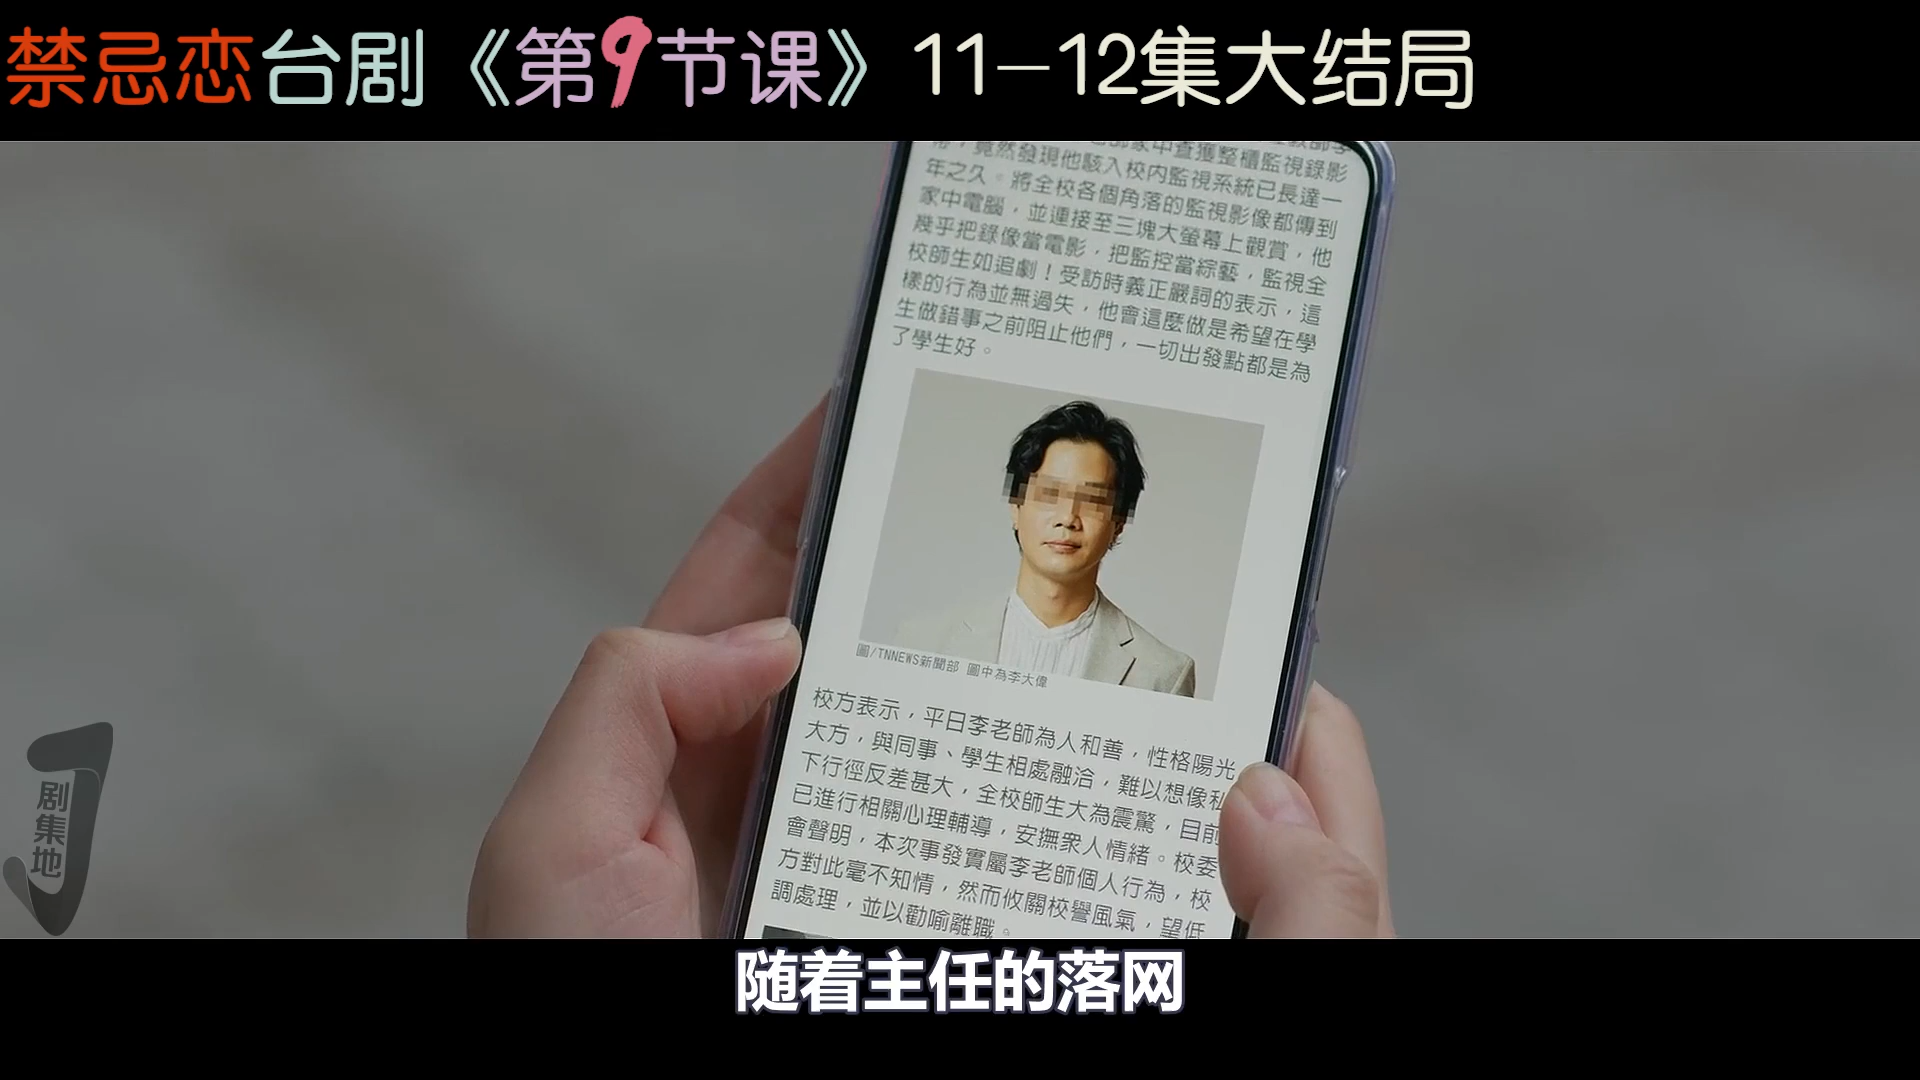 禁忌恋台剧《第9节课》11-12集大结局
師家中查獲整櫃監視錄影
竟然發現他駭入校內監視系統已長達一
年之久。將全校各個角落的監視影像都傳到
家中電腦，並連接至三塊大螢幕上觀賞，他
幾乎把錄像當電影，把監控當綜藝，監視全
校師生如追劇！受訪時義正嚴詞的表示，這
樣的行為並無過失，他會這麼做是希望在學
生做錯事之前阻止他們，一切出發點都是為
了學生好。
圖/TNNEWS新聞部 圖中為李大偉
校方表示，平日李老師為人和善，性格陽光
大方，與同事、學生相處融洽，難以想像私
下行徑反差甚大，全校師生大為震驚，目前
已進行相關心理輔導，安撫眾人情緒。校委
會聲明，本次事發實屬李老師個人行為，校
方對此毫不知情，然而攸關校譽風氣，望低
調處理，並以勸喻離職。
剧
集
地
随着主任的落网